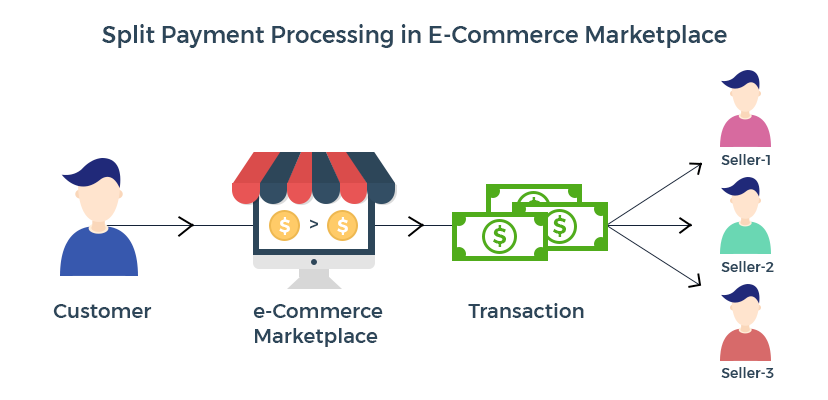 Split Payment Processing in E-Commerce Marketplace
Seller-1
$ > $
$ $ $
Seller-2
Customer
e-Commerce
Marketplace
Transaction
Seller-3